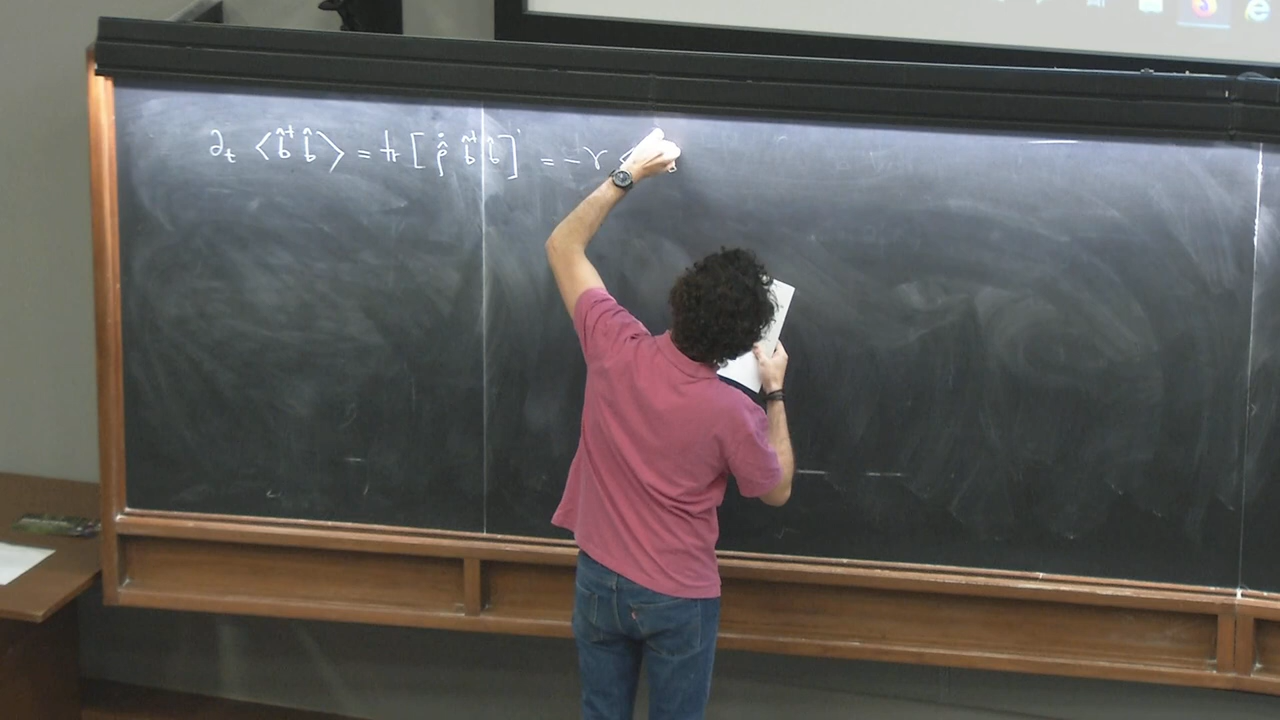 ∂ₜ ⟨b̂† b̂⟩ = tr [ρ̂̇ b̂† b̂] = −γ ⟨